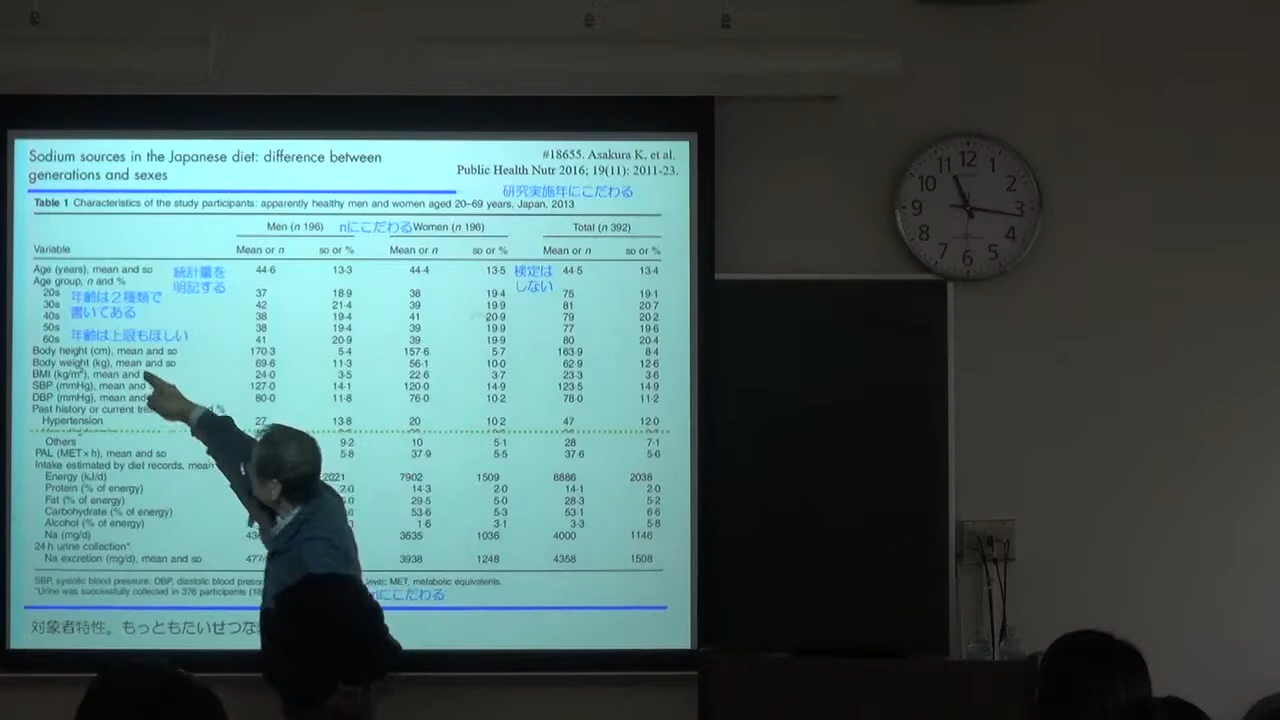 Sodium sources in the Japanese diet: difference between
generations and sexes
#18655. Asakura K, et al.
Public Health Nutr 2016; 19(11): 2011-23.
研究実施年にこだわる
Table 1 Characteristics of the study participants: apparently healthy men and women aged 20–69 years, Japan, 2013
Men (n 196) nにこだわる Women (n 196) Total (n 392)
Variable Mean or n SD or % Mean or n SD or % Mean or n SD or %
Age (years), mean and SD 44·6 13·3 44·4 13·5 44·5 13·4
統計量を
明記する
検定は
しない
Age group, n and %
20s 37 18·9 38 19·4 75 19·1
30s 42 21·4 39 19·9 81 20·7
40s 38 19·4 41 20·9 79 20·2
50s 38 19·4 39 19·9 77 19·6
60s 41 20·9 39 19·9 80 20·4
年齢は2種類で
書いてある
年齢は上限もほしい
Body height (cm), mean and SD 170·3 5·4 157·6 5·7 163·9 8·4
Body weight (kg), mean and SD 69·6 11·3 56·1 10·0 62·9 12·6
BMI (kg/m2), mean and 24·0 3·5 22·6 3·7 23·3 3·6
SBP (mmHg), mean and 127·0 14·1 120·0 14·9 123·5 14·9
DBP (mmHg), mean and 80·0 11·8 76·0 10·2 78·0 11·2
Past history or current %
Hypertension 27 13·8 20 10·2 47 12·0
Others 9·2 10 5·1 28 7·1
PAL (MET×h), mean and SD 5·8 37·9 5·5 37·6 5·6
Intake estimated by diet records, mean
Energy (kJ/d) 2021 7902 1509 8886 2038
Protein (% of energy) 2·0 14·3 2·0 14·1 2·0
Fat (% of energy) 29·5 5·0 28·3 5·2
Carbohydrate (% of energy) 53·6 5·3 53·1 6·6
Alcohol (% of energy) 1·6 3·1 3·3 5·8
Na (mg/d) 3635 1036 4000 1146
24 h urine collection*
Na excretion (mg/d), mean and SD 3938 1248 4358 1508
SBP, systolic blood pressure; DBP, diastolic blood level; MET, metabolic equivalents.
*Urine was successfully collected in 376 participants
nにこだわる
対象者特性。もっともたいせつな
12
1
2
3
4
5
6
7
8
9
10
11